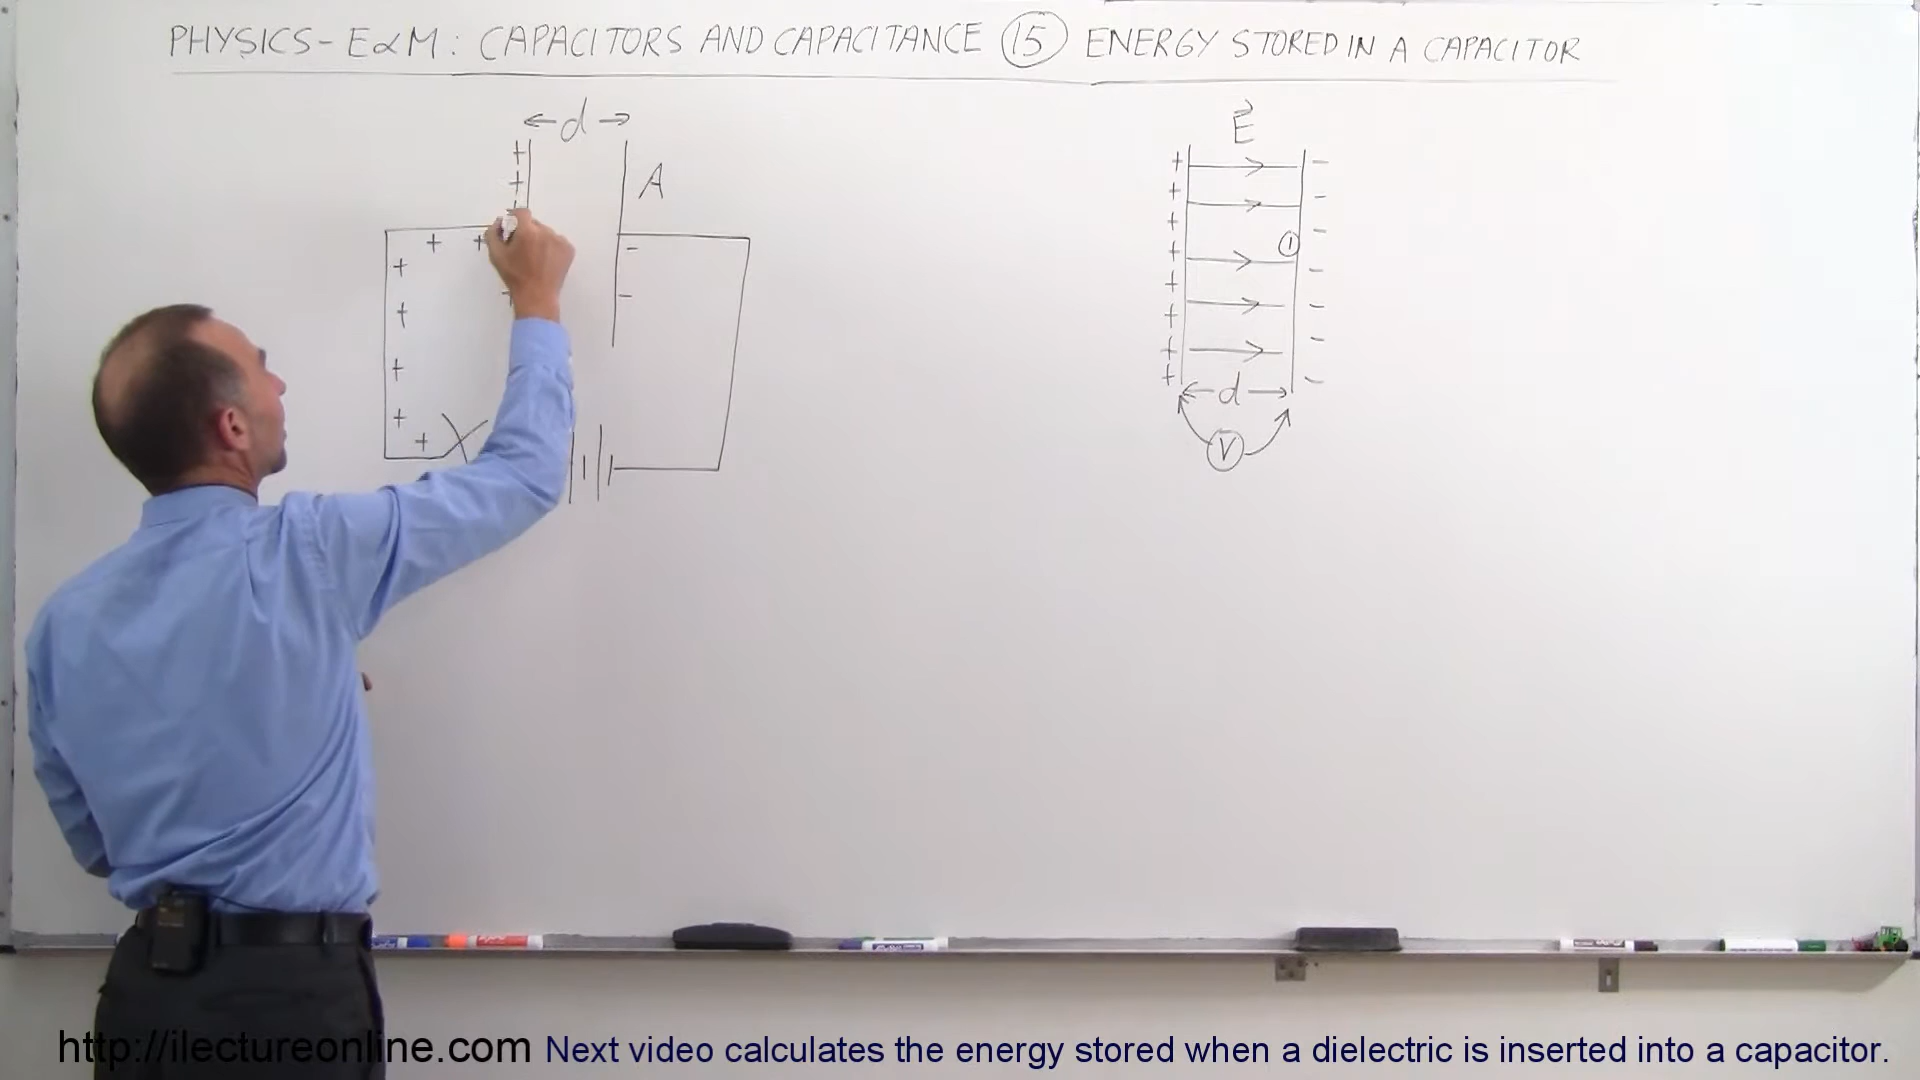 PHYSICS - E&M: CAPACITORS AND CAPACITANCE 15 ENERGY STORED IN A CAPACITOR
← d →
A
+ +
+ +
+ + + + +
- -
E
+ + + + + + + +
- - - - - - -
← d →
V
http://ilectureonline.com Next video calculates the energy stored when a dielectric is inserted into a capacitor.